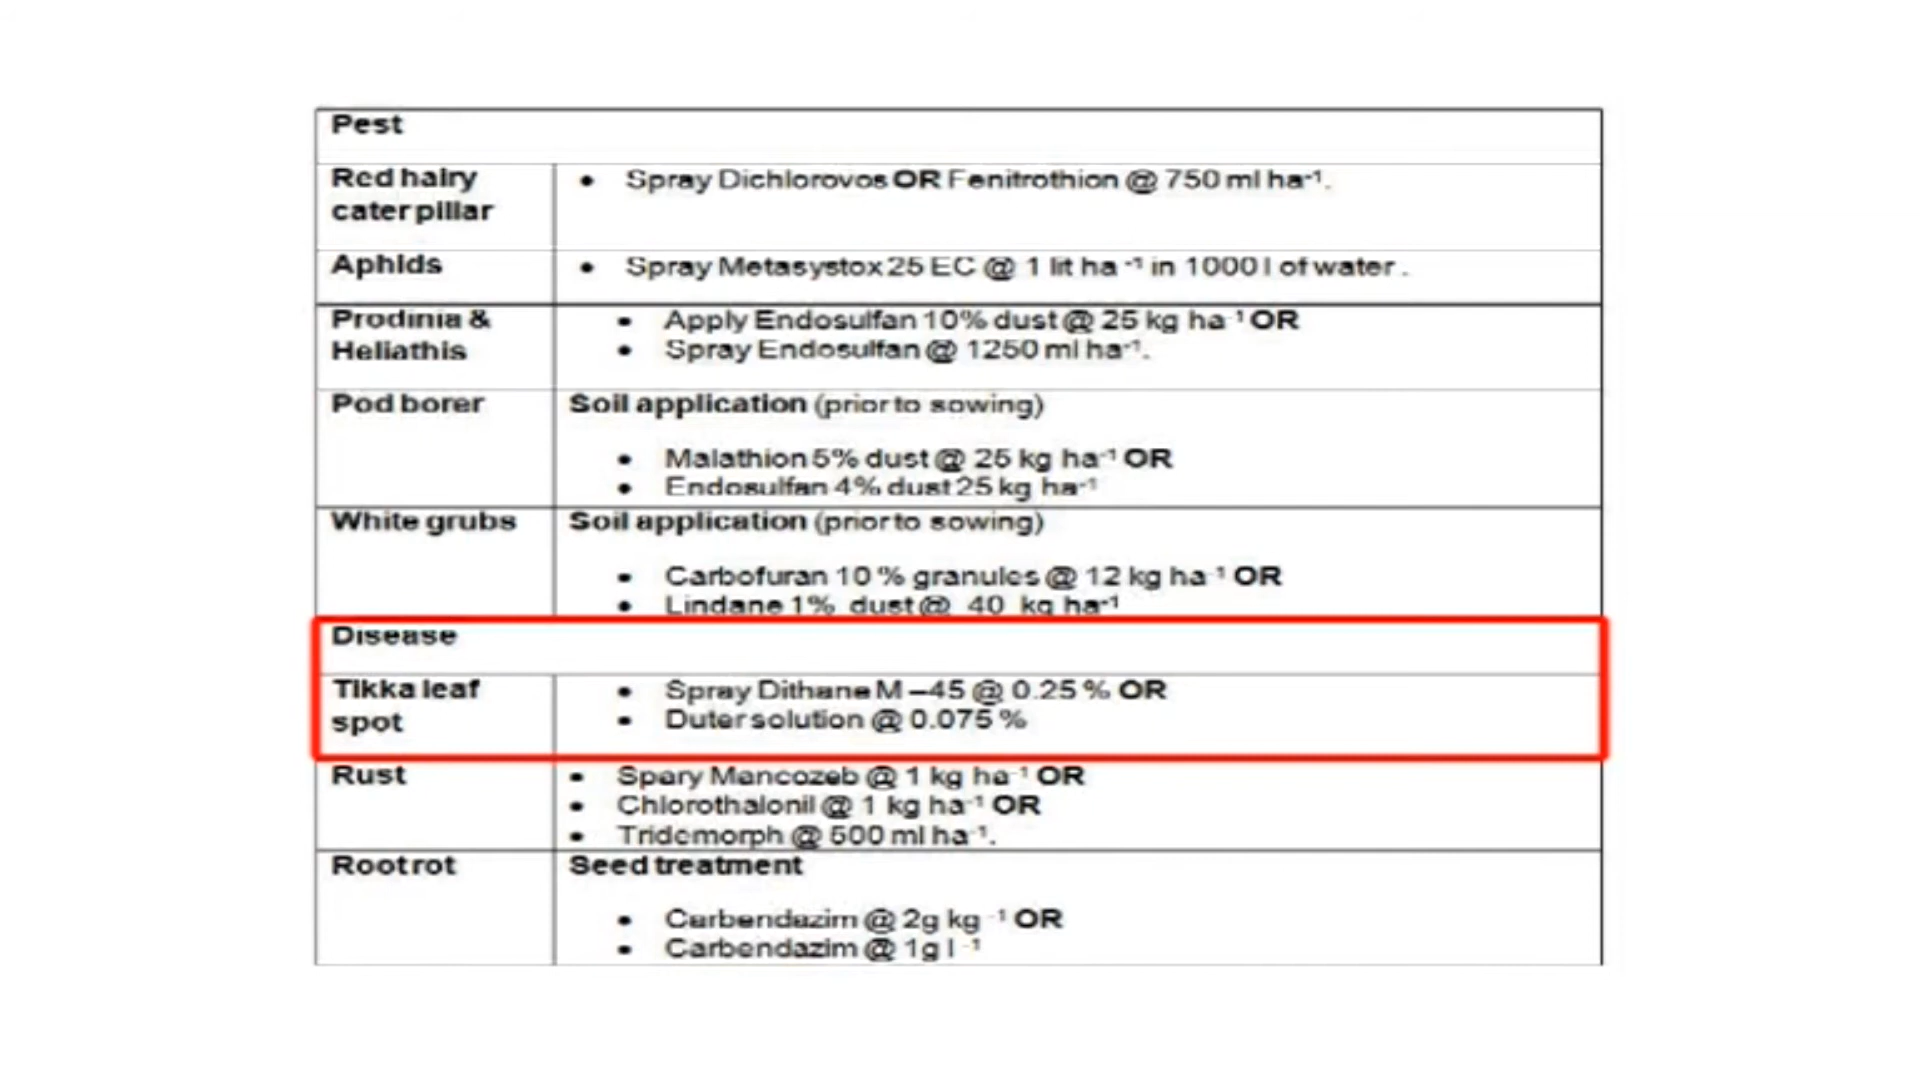 Pest
Red hairy
caterpillar
• Spray Dichlorovos OR Fenitrothion @ 750 ml ha-1.
Aphids
• Spray Metasystox 25 EC @ 1 lit ha -1 in 1000 l of water .
Prodinia &
Heliathis
• Apply Endosulfan 10% dust @ 25 kg ha-1 OR
• Spray Endosulfan @ 1250 ml ha-1.
Pod borer
Soil application (prior to sowing)
• Malathion 5% dust @ 25 kg ha-1 OR
• Endosulfan 4% dust 25 kg ha-1
White grubs
Soil application (prior to sowing)
• Carbofuran 10 % granules @ 12 kg ha-1 OR
• Lindane 1% dust @ 40 kg ha-1
Disease
Tikka leaf
spot
• Spray Dithane M –45 @ 0.25 % OR
• Duter solution @ 0.075 %
Rust
• Spary Mancozeb @ 1 kg ha-1 OR
• Chlorothalonil @ 1 kg ha-1 OR
• Tridemorph @ 500 ml ha-1.
Root rot
Seed treatment
• Carbendazim @ 2g kg -1 OR
• Carbendazim @ 1g l -1